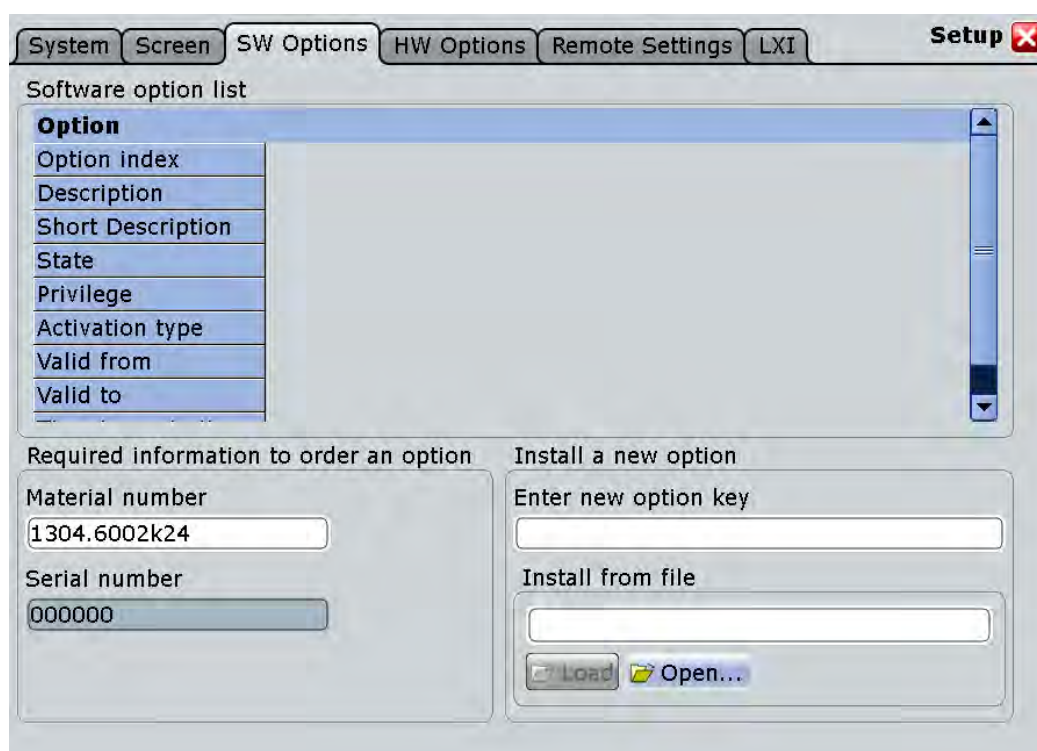 System Screen SW Options HW Options Remote Settings LXI Setup
Software option list
Option
Option index
Description
Short Description
State
Privilege
Activation type
Valid from
Valid to
Required information to order an option
Material number
1304.6002k24
Serial number
000000
Install a new option
Enter new option key
Install from file
Load Open...